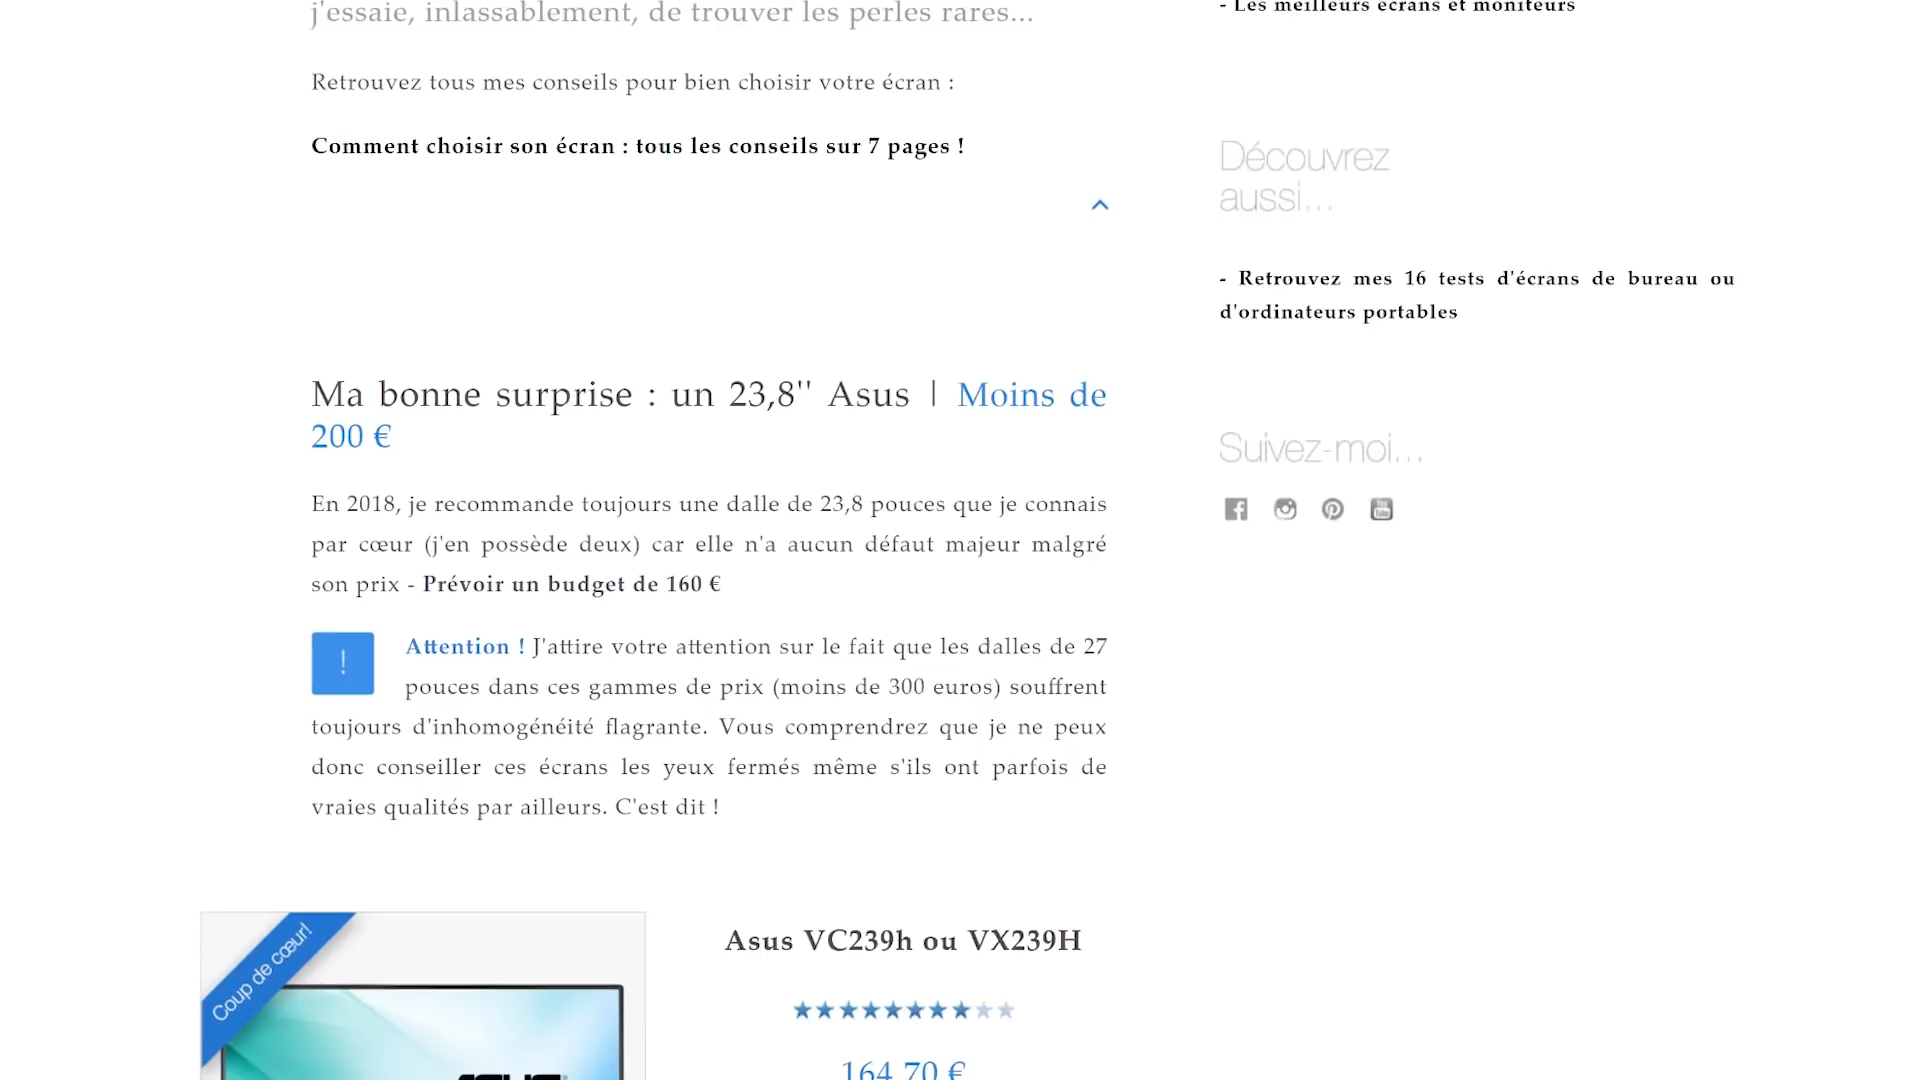 j'essaie, inlassablement, de trouver les perles rares...
Retrouvez tous mes conseils pour bien choisir votre écran :
Comment choisir son écran : tous les conseils sur 7 pages !
Ma bonne surprise : un 23,8'' Asus | Moins de
200 €
En 2018, je recommande toujours une dalle de 23,8 pouces que je connais
par cœur (j'en possède deux) car elle n'a aucun défaut majeur malgré
son prix - Prévoir un budget de 160 €
!
Attention ! J'attire votre attention sur le fait que les dalles de 27
pouces dans ces gammes de prix (moins de 300 euros) souffrent
toujours d'inhomogénéité flagrante. Vous comprendrez que je ne peux
donc conseiller ces écrans les yeux fermés même s'ils ont parfois de
vraies qualités par ailleurs. C'est dit !
Coup de cœur!
ASUS
Asus VC239h ou VX239H
164,70 €
- Les meilleurs écrans et moniteurs
Découvrez
aussi...
- Retrouvez mes 16 tests d'écrans de bureau ou
d'ordinateurs portables
Suivez-moi...